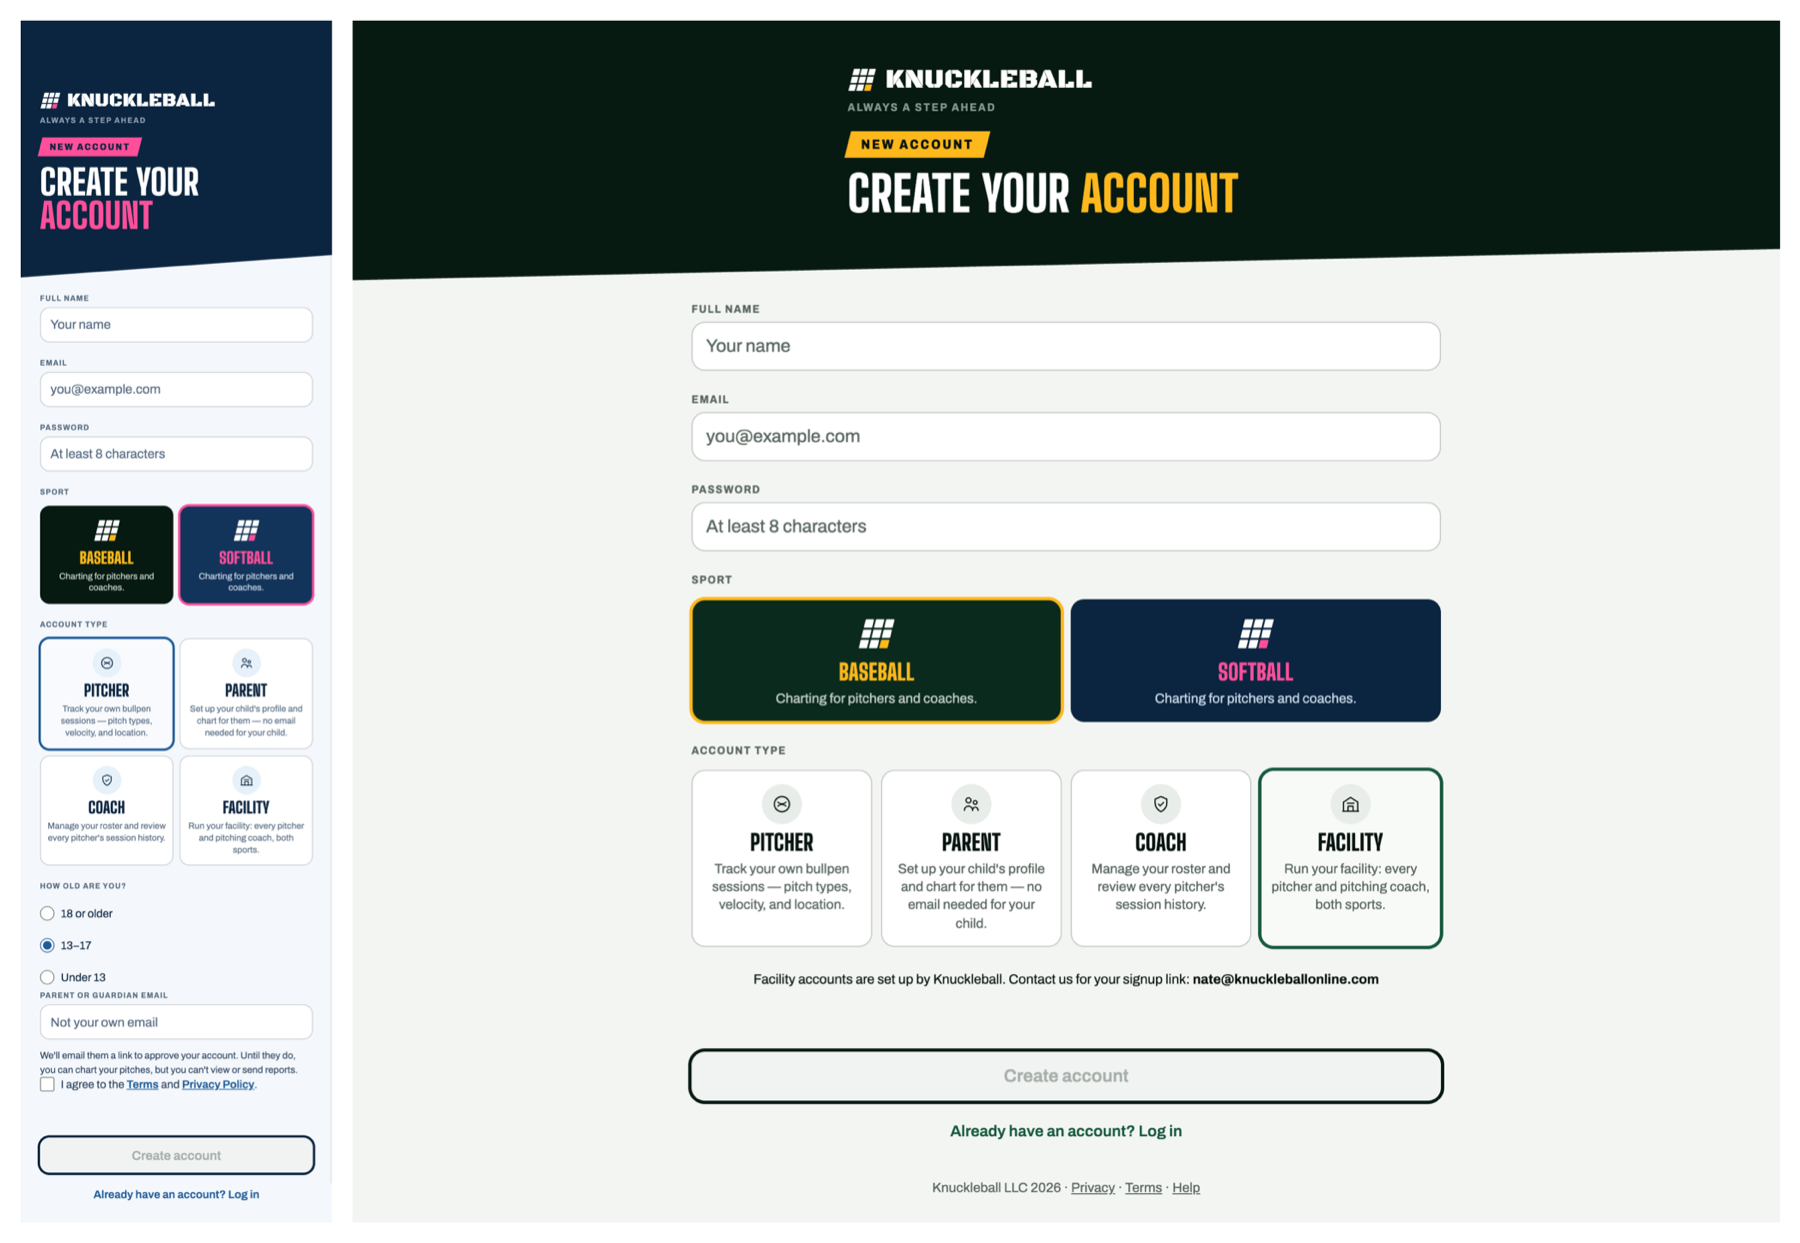 KNUCKLEBALL
ALWAYS A STEP AHEAD
NEW ACCOUNT
CREATE YOUR
ACCOUNT
FULL NAME
Your name
EMAIL
you@example.com
PASSWORD
At least 8 characters
SPORT
BASEBALL
Charting for pitchers and
coaches.
SOFTBALL
Charting for pitchers and
coaches.
ACCOUNT TYPE
PITCHER
Track your own bullpen
sessions — pitch types,
velocity, and location.
PARENT
Set up your child's profile and
chart for them — no email
needed for your child.
COACH
Manage your roster and review
every pitcher's session history.
FACILITY
Run your facility: every pitcher
and pitching coach, both
sports.
HOW OLD ARE YOU?
18 or older
13–17
Under 13
PARENT OR GUARDIAN EMAIL
Not your own email
We'll email them a link to approve your account. Until they do,
you can chart your pitches, but you can't view or send reports.
I agree to the Terms and Privacy Policy.
Create account
Already have an account? Log in
KNUCKLEBALL
ALWAYS A STEP AHEAD
NEW ACCOUNT
CREATE YOUR ACCOUNT
FULL NAME
Your name
EMAIL
you@example.com
PASSWORD
At least 8 characters
SPORT
BASEBALL
Charting for pitchers and coaches.
SOFTBALL
Charting for pitchers and coaches.
ACCOUNT TYPE
PITCHER
Track your own bullpen
sessions — pitch types,
velocity, and location.
PARENT
Set up your child's profile
and chart for them — no
email needed for your
child.
COACH
Manage your roster and
review every pitcher's
session history.
FACILITY
Run your facility: every
pitcher and pitching coach,
both sports.
Facility accounts are set up by Knuckleball. Contact us for your signup link: nate@knuckleballonline.com
Create account
Already have an account? Log in
Knuckleball LLC 2026 · Privacy · Terms · Help